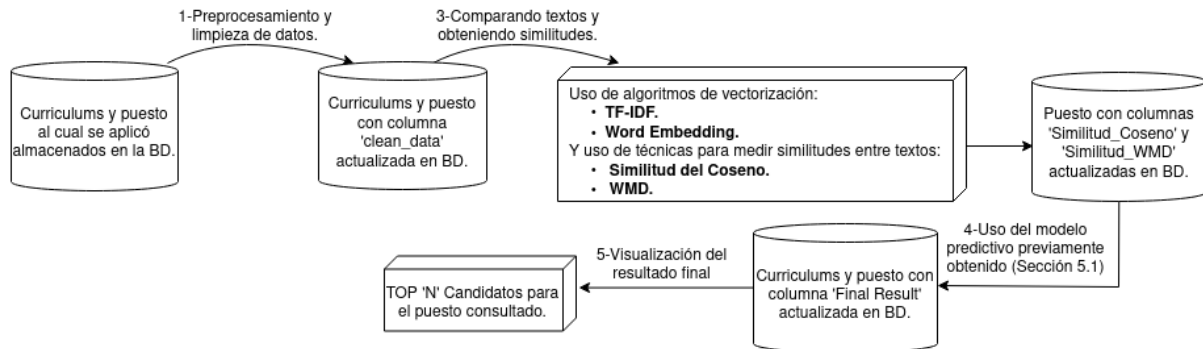 1-Preprocesamiento y
limpieza de datos.
3-Comparando textos y
obteniendo similitudes.
Curriculums y puesto
al cual se aplicó
almacenados en la BD.
Curriculums y puesto
con columna
'clean_data'
actualizada en BD.
Uso de algoritmos de vectorización:
• TF-IDF.
• Word Embedding.
Y uso de técnicas para medir similitudes entre textos:
• Similitud del Coseno.
• WMD.
Puesto con columnas
'Similitud_Coseno' y
'Similitud_WMD'
actualizadas en BD.
4-Uso del modelo
predictivo previamente
obtenido (Sección 5.1)
Curriculums y puesto con
columna 'Final Result'
actualizada en BD.
5-Visualización del
resultado final
TOP 'N' Candidatos para
el puesto consultado.